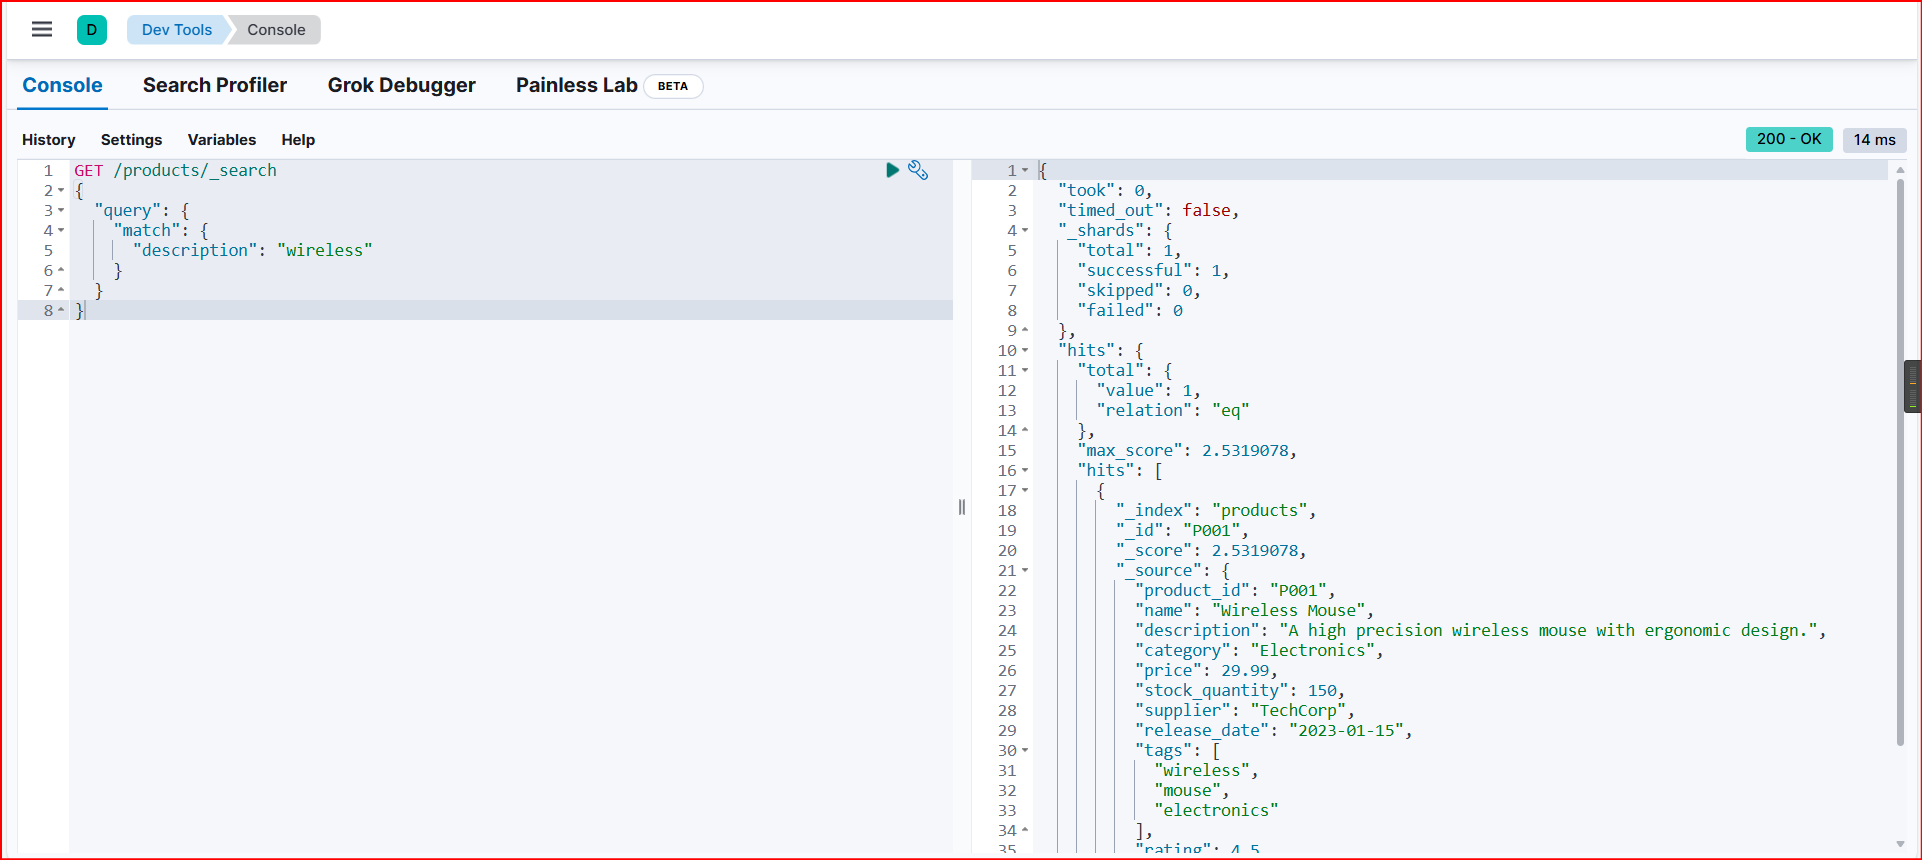 D Dev Tools Console
Console Search Profiler Grok Debugger Painless Lab BETA
History Settings Variables Help 200 - OK 14 ms
1 GET /products/_search
2 {
3 "query": {
4 "match": {
5 "description": "wireless"
6 }
7 }
8 }
1 {
2 "took": 0,
3 "timed_out": false,
4 "_shards": {
5 "total": 1,
6 "successful": 1,
7 "skipped": 0,
8 "failed": 0
9 },
10 "hits": {
11 "total": {
12 "value": 1,
13 "relation": "eq"
14 },
15 "max_score": 2.5319078,
16 "hits": [
17 {
18 "_index": "products",
19 "_id": "P001",
20 "_score": 2.5319078,
21 "_source": {
22 "product_id": "P001",
23 "name": "Wireless Mouse",
24 "description": "A high precision wireless mouse with ergonomic design.",
25 "category": "Electronics",
26 "price": 29.99,
27 "stock_quantity": 150,
28 "supplier": "TechCorp",
29 "release_date": "2023-01-15",
30 "tags": [
31 "wireless",
32 "mouse",
33 "electronics"
34 ],
35 "rating": 4.5